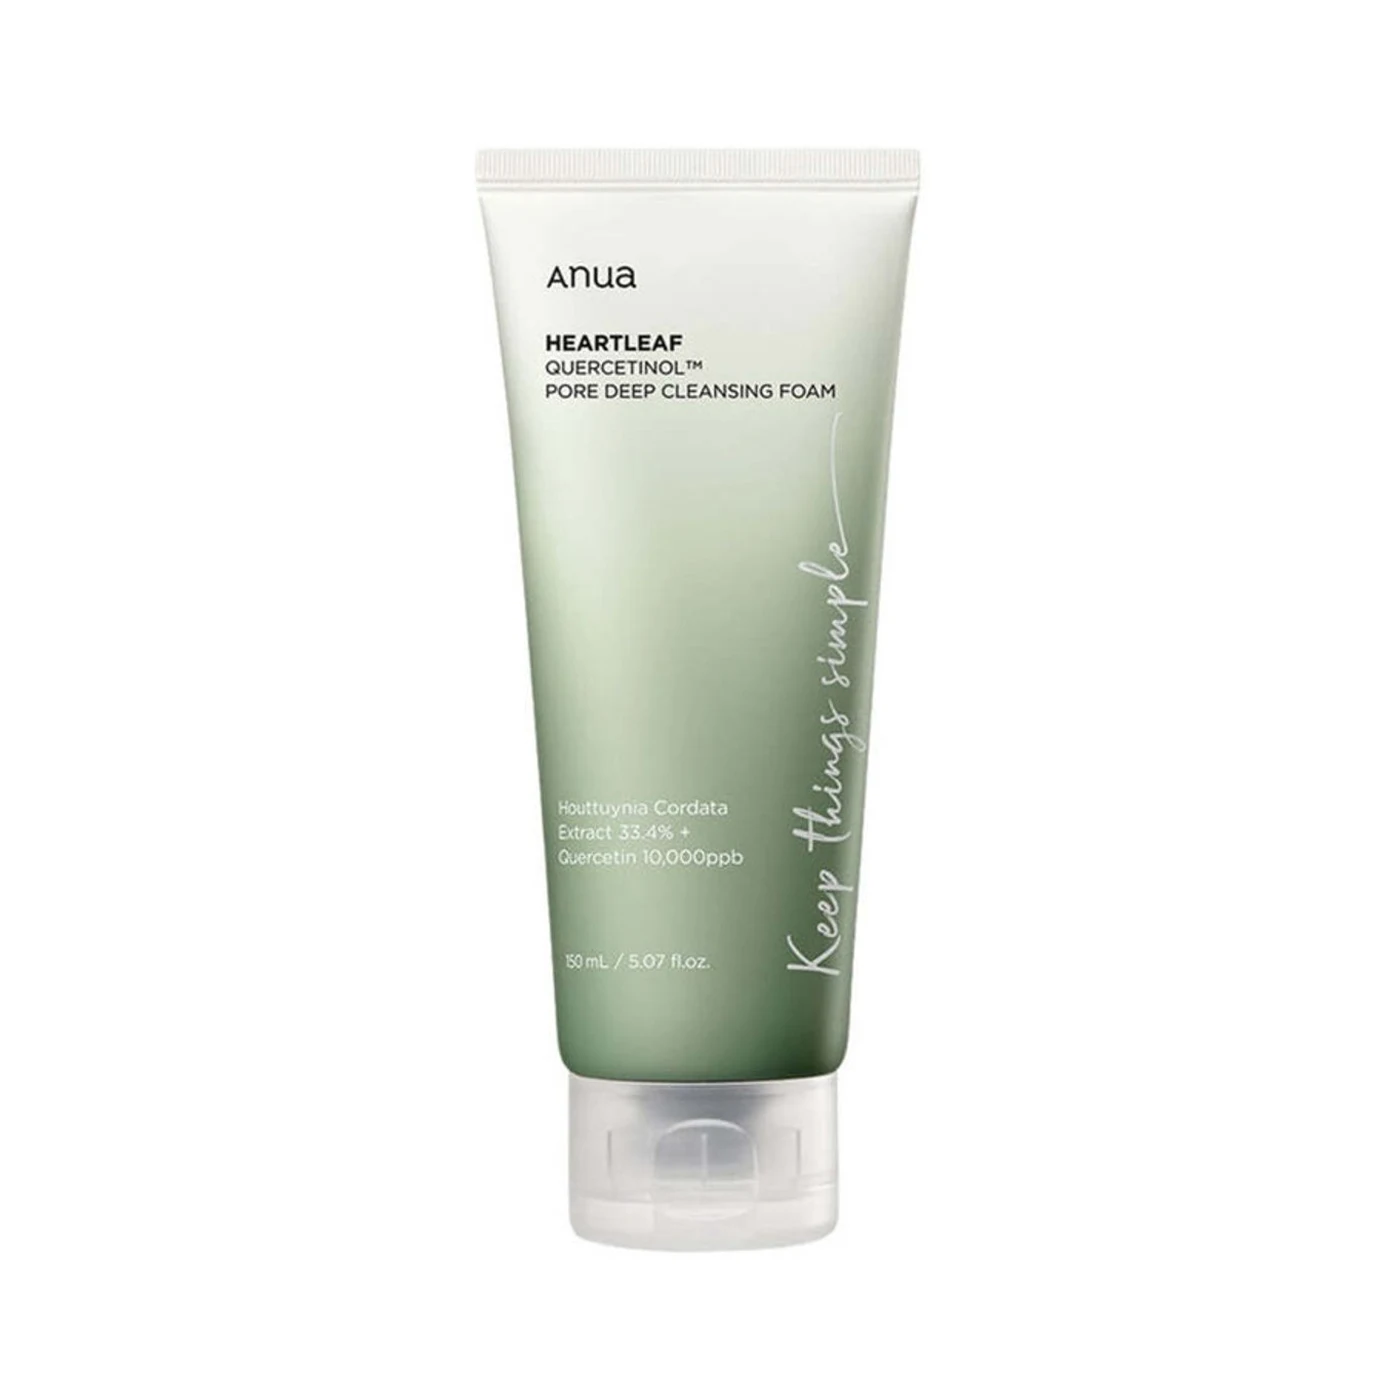 Anua
HEARTLEAF
QUERCETINOL™
PORE DEEP CLEANSING FOAM
Keep things simple
Houttuynia Cordata
Extract 33.4% +
Quercetin 10,000ppb
150 mL / 5.07 fl.oz.